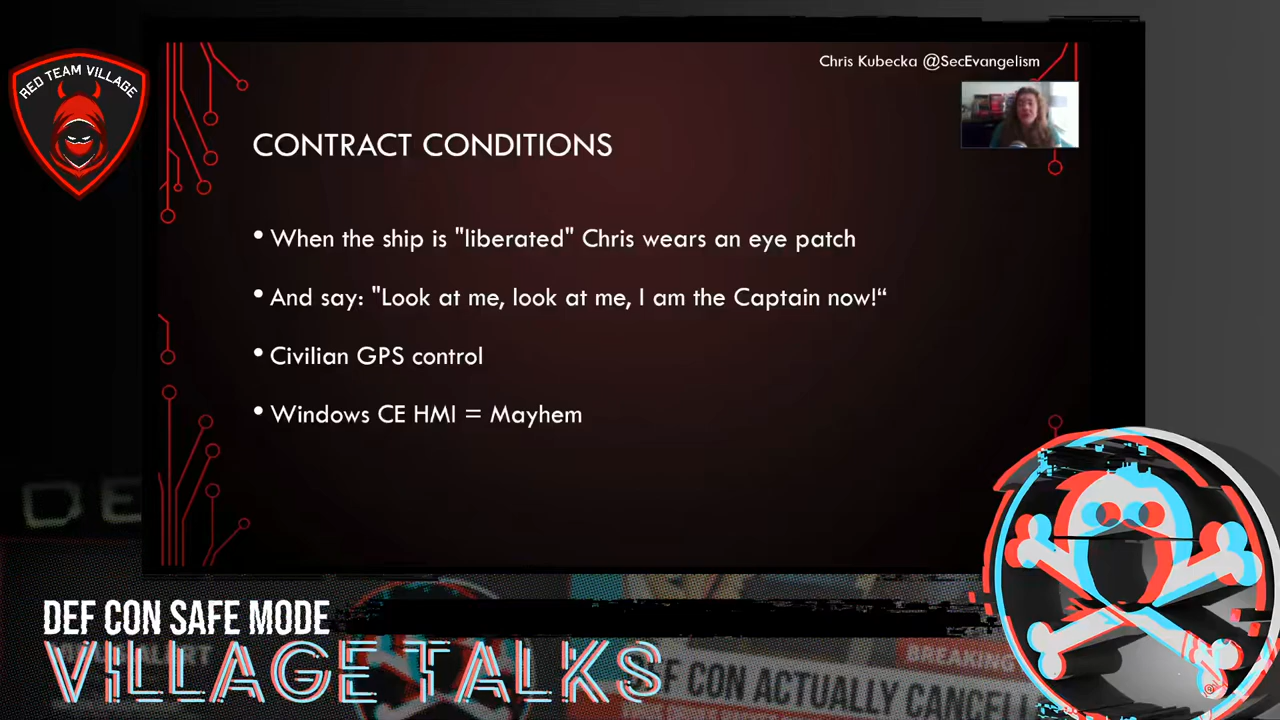 RED TEAM VILLAGE
Chris Kubecka @SecEvangelism
CONTRACT CONDITIONS
• When the ship is "liberated" Chris wears an eye patch
• And say: "Look at me, look at me, I am the Captain now!“
• Civilian GPS control
• Windows CE HMI = Mayhem
DE
DEF CON SAFE MODE
VILLAGE TALKS
BREAKING
DEF CON ACTUALLY CANCEL